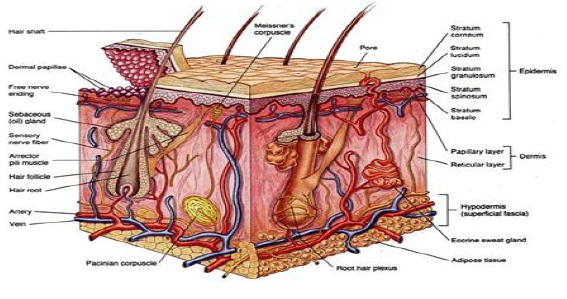 Hair shaft
Dermal papillae
Free nerve
ending
Sebaceous
(oil) gland
Sensory
nerve fiber
Arrector
pili muscle
Hair follicle
Hair root
Artery
Vein
Pacinian corpuscle
Meissner's
corpuscle
Pore
Stratum
corneum
Stratum
lucidum
Stratum
granulosum
Stratum
spinosum
Stratum
basale
Epidermis
Papillary layer
Reticular layer
Dermis
Hypodermis
(superficial fascia)
Eccrine sweat gland
Adipose tissue
Root hair plexus